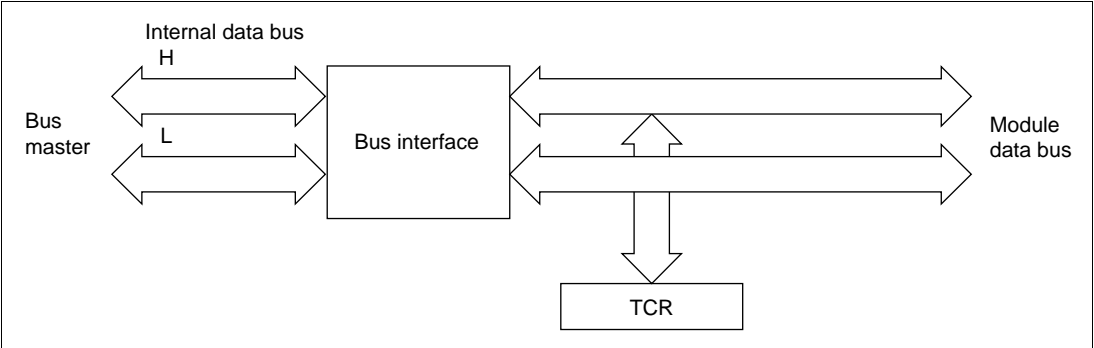 Internal data bus
H
Bus
master
L
Bus interface
Module
data bus
TCR